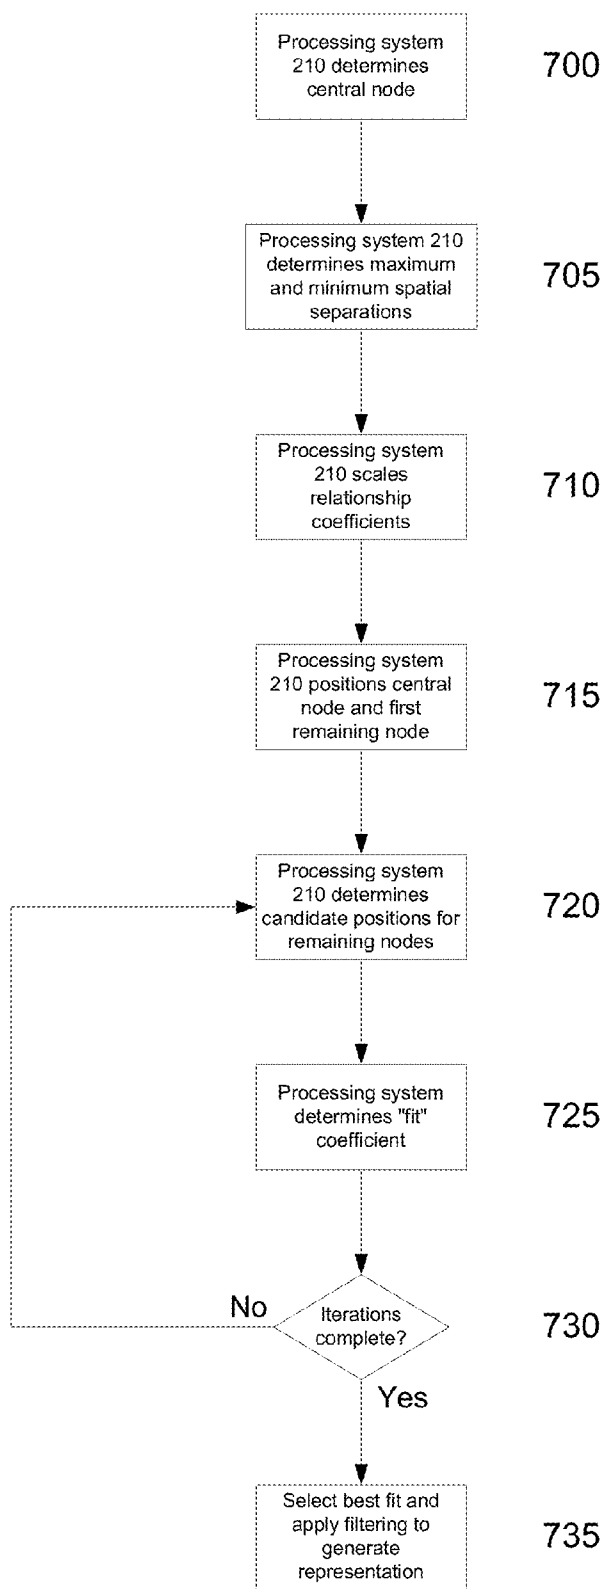 Processing system
210 determines
central node
700
Processing system 210
determines maximum
and minimum spatial
separations
705
Processing system
210 scales
relationship
coefficients
710
Processing system
210 positions central
node and first
remaining node
715
Processing system
210 determines
candidate positions for
remaining nodes
720
Processing system
determines "fit"
coefficient
725
No
Iterations
complete?
730
Yes
Select best fit and
apply filtering to
generate
representation
735